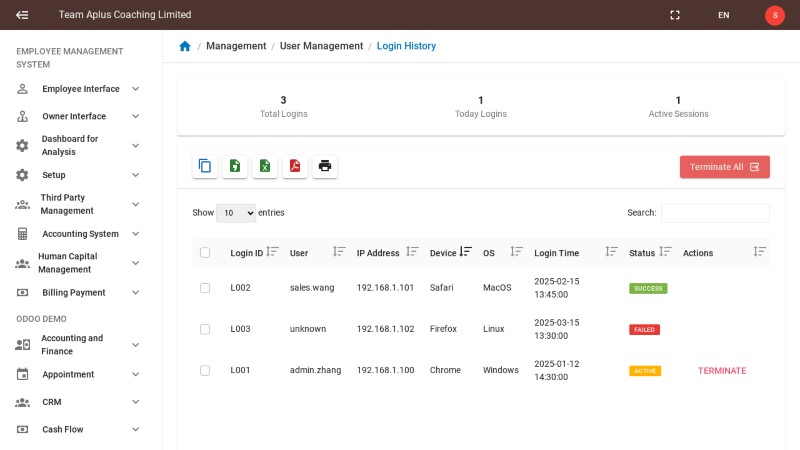 Team Aplus Coaching Limited
EN
S
EMPLOYEE MANAGEMENT
SYSTEM
Employee Interface
Owner Interface
Dashboard for
Analysis
Setup
Third Party
Management
Accounting System
Human Capital
Management
Billing Payment
ODOO DEMO
Accounting and
Finance
Appointment
CRM
Cash Flow
/ Management / User Management / Login History
3
Total Logins
1
Today Logins
1
Active Sessions
Terminate All
Show 10 entries
Search:
Login ID User IP Address Device OS Login Time Status Actions
L002 sales.wang 192.168.1.101 Safari MacOS 2025-02-15
13:45:00 SUCCESS
L003 unknown 192.168.1.102 Firefox Linux 2025-03-15
13:30:00 FAILED
L001 admin.zhang 192.168.1.100 Chrome Windows 2025-01-12
14:30:00 ACTIVE TERMINATE